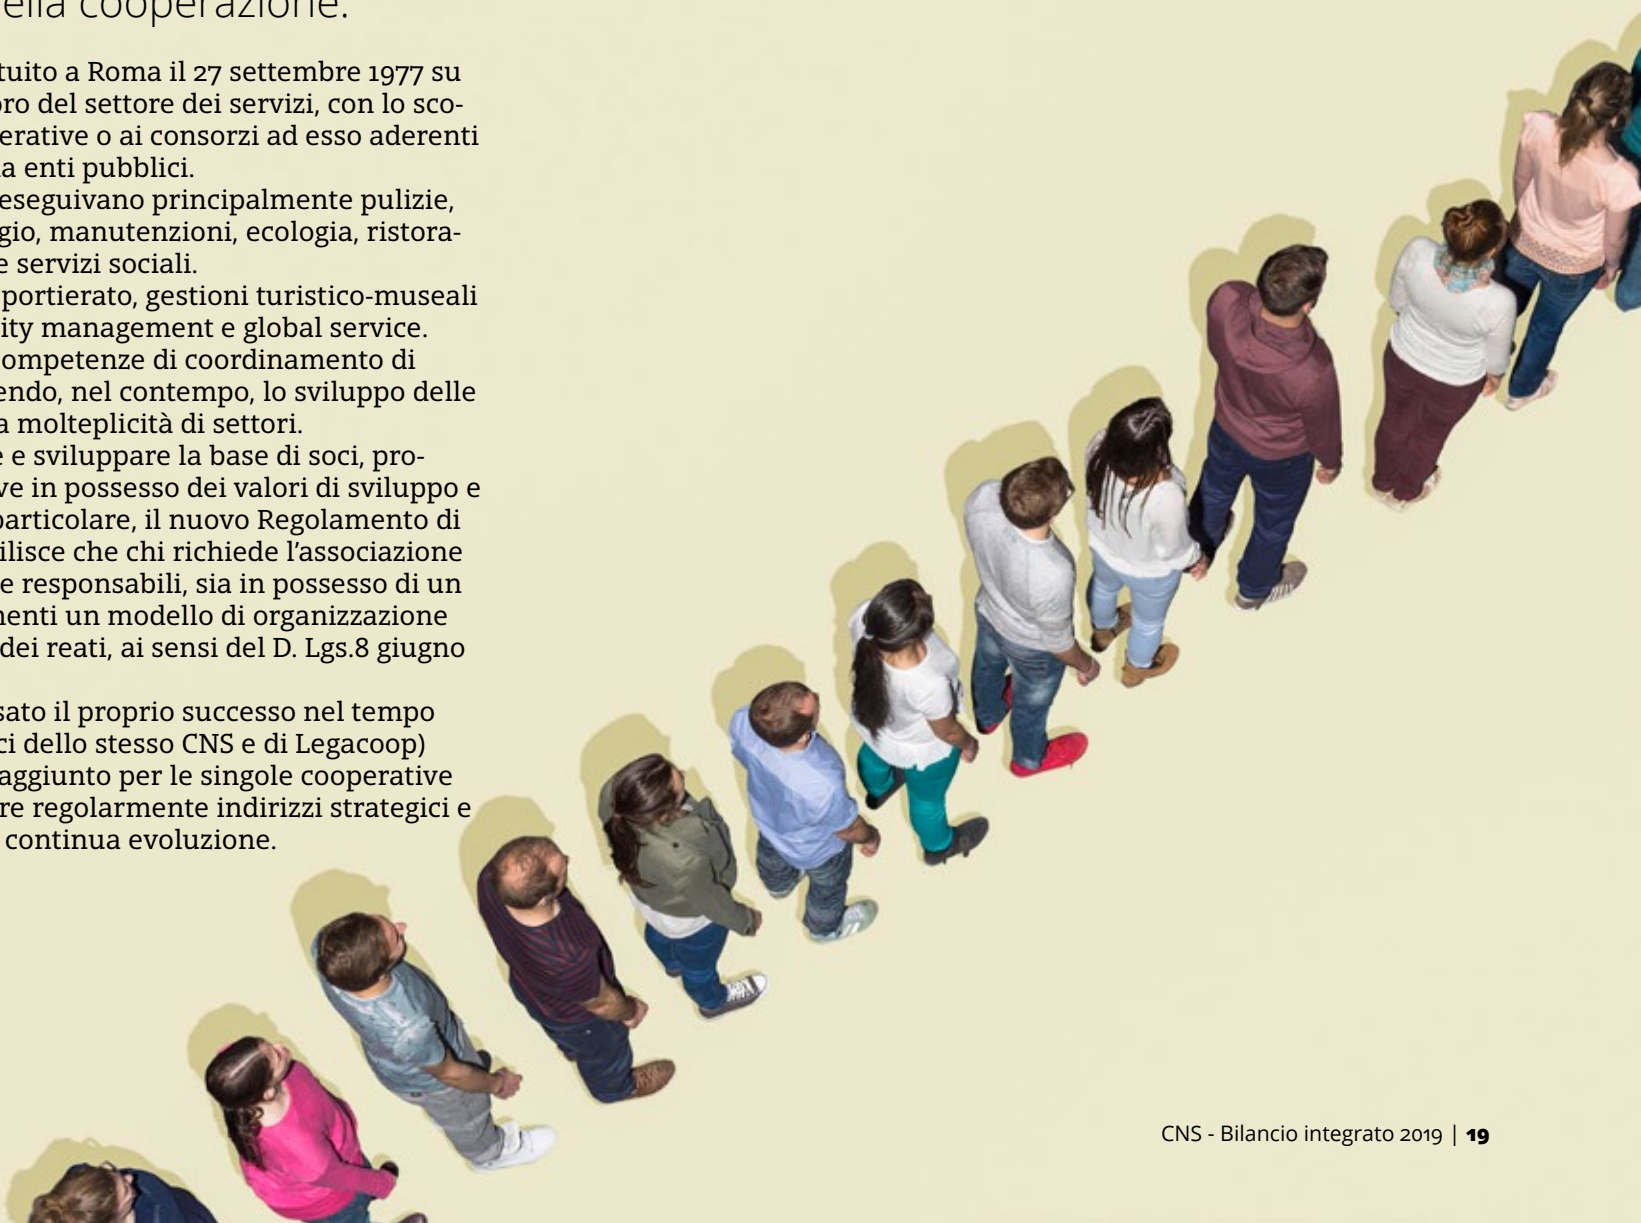 ella cooperazione.
tuito a Roma il 27 settembre 1977 su
oro del settore dei servizi, con lo sco-
erative o ai consorzi ad esso aderenti
a enti pubblici.
eseguivano principalmente pulizie,
gio, manutenzioni, ecologia, ristora-
e servizi sociali.
portierato, gestioni turistico-museali
ity management e global service.
ompetenze di coordinamento di
endo, nel contempo, lo sviluppo delle
a molteplicità di settori.
e e sviluppare la base di soci, pro-
ve in possesso dei valori di sviluppo e
particolare, il nuovo Regolamento di
ilisce che chi richiede l’associazione
e responsabili, sia in possesso di un
menti un modello di organizzazione
dei reati, ai sensi del D. Lgs.8 giugno
sato il proprio successo nel tempo
ci dello stesso CNS e di Legacoop)
aggiunto per le singole cooperative
re regolarmente indirizzi strategici e
continua evoluzione.
CNS - Bilancio integrato 2019 | 19